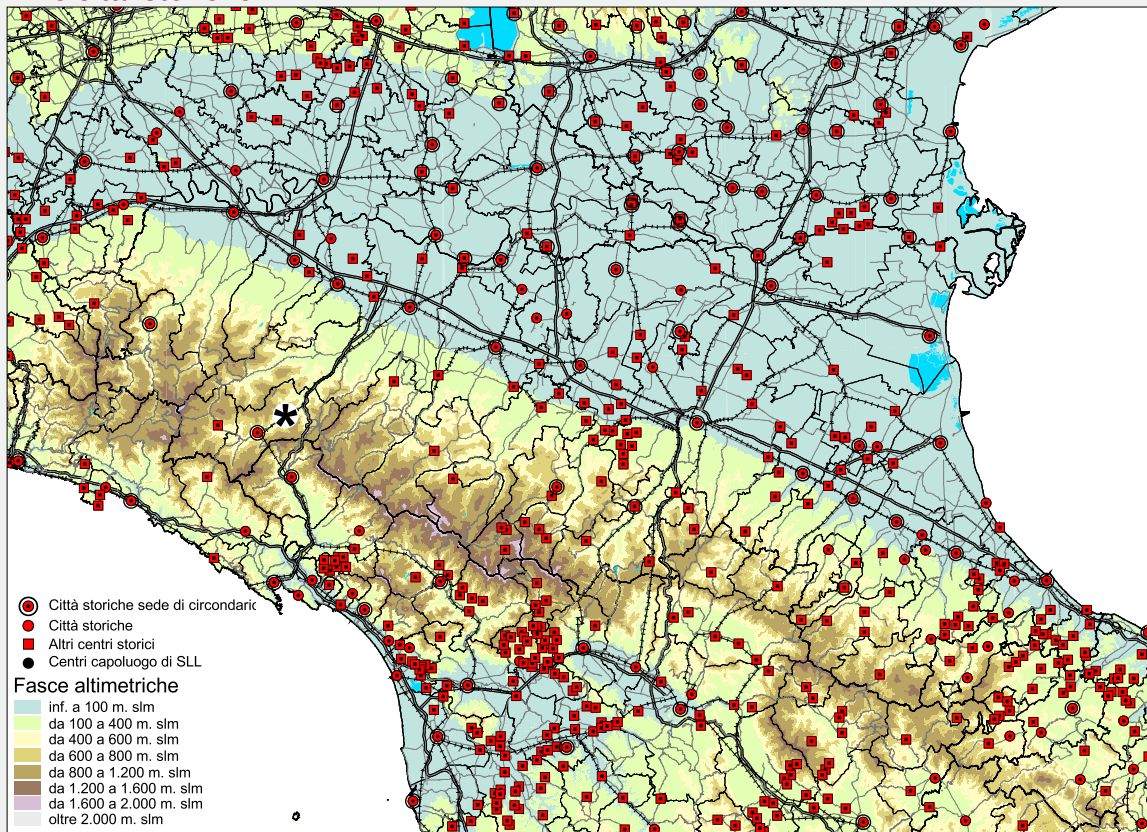 Città storiche sede di circondaric
Città storiche
Altri centri storici
Centri capoluogo di SLL
Fasce altimetriche
inf. a 100 m. slm
da 100 a 400 m. slm
da 400 a 600 m. slm
da 600 a 800 m. slm
da 800 a 1.200 m. slm
da 1.200 a 1.600 m. slm
da 1.600 a 2.000 m. slm
oltre 2.000 m. slm
*